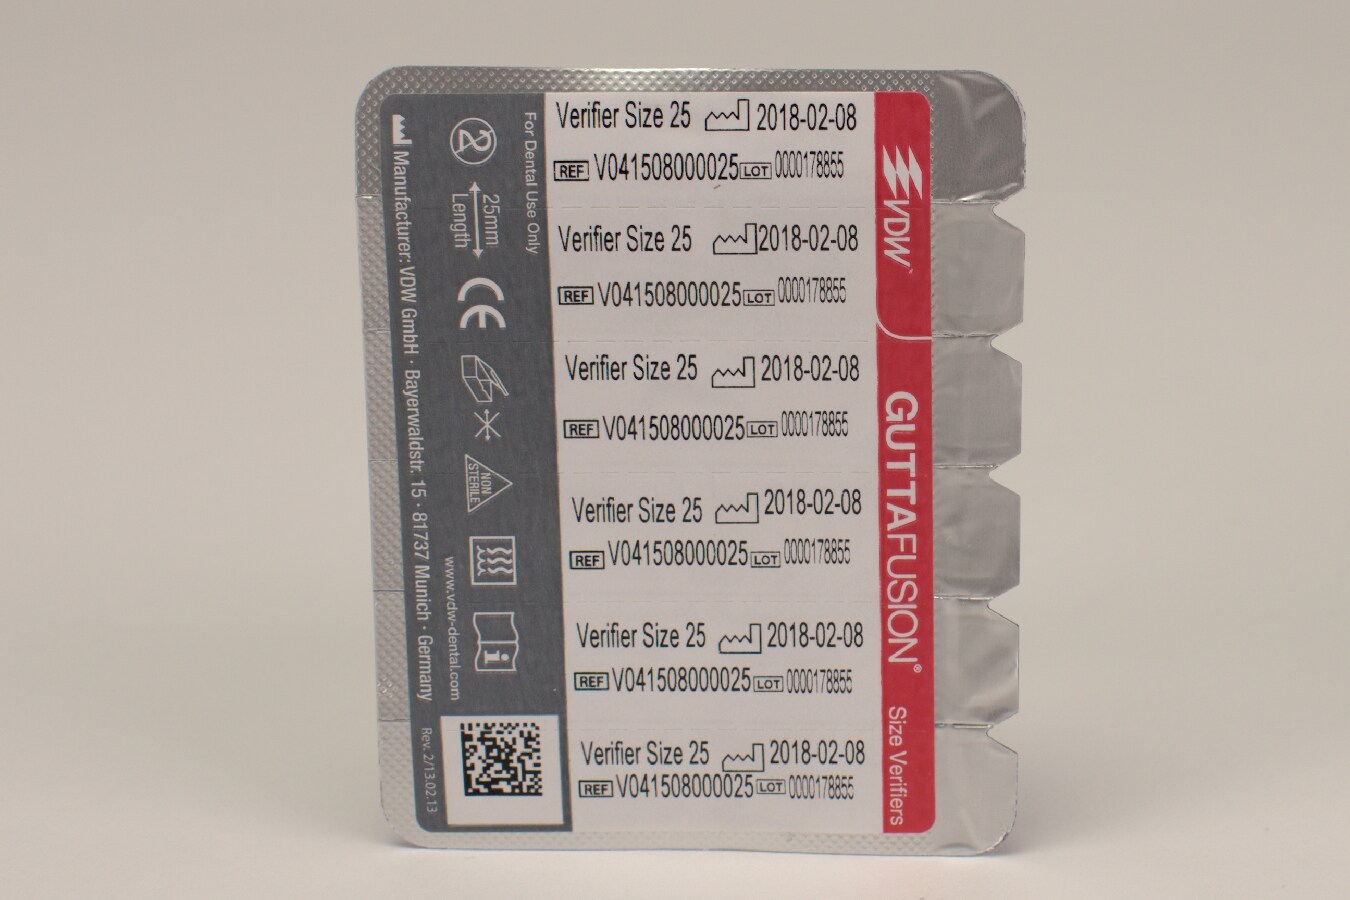 Verifier Size 25 2018-02-08
REF V041508000025 LOT 0000178855
Verifier Size 25 2018-02-08
REF V041508000025 LOT 0000178855
Verifier Size 25 2018-02-08
REF V041508000025 LOT 0000178855
Verifier Size 25 2018-02-08
REF V041508000025 LOT 0000178855
Verifier Size 25 2018-02-08
REF V041508000025 LOT 0000178855
Verifier Size 25 2018-02-08
REF V041508000025 LOT 0000178855
VDW
GUTTAFUSION® Size Verifiers
For Dental Use Only
2
25mm
Length
CE
NON
STERILE
i
www.vdw-dental.com
Manufacturer: VDW GmbH · Bayerwaldstr. 15 · 81737 Munich · Germany
Rev. 2/13.02.13